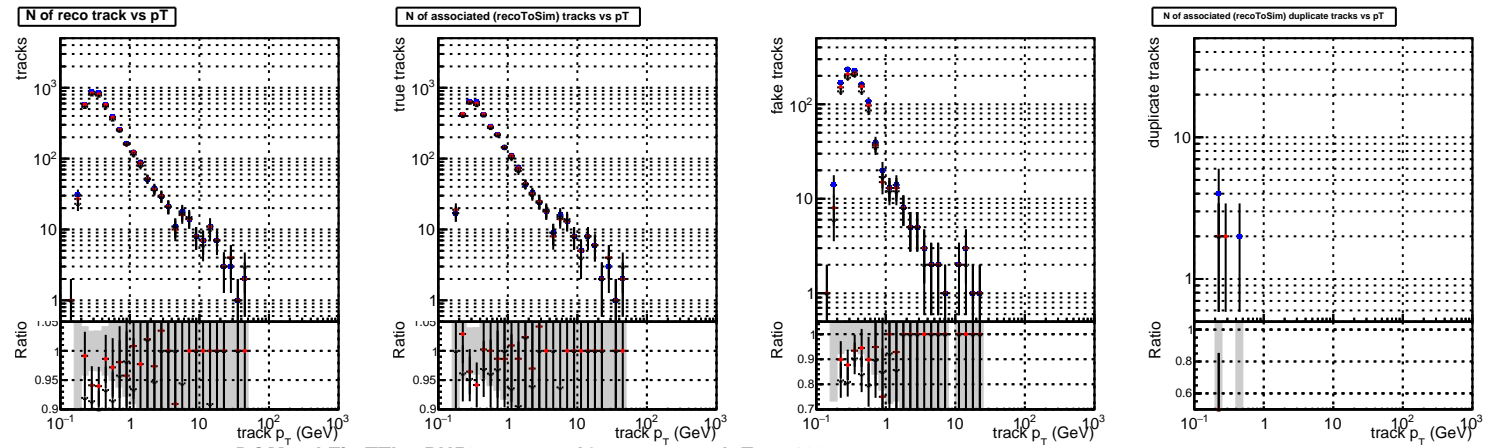 N of reco track vs pT
N of associated (recoToSim) tracks vs pT
N of associated (recoToSim) duplicate tracks vs pT
tracks
10³
10²
10
1
Ratio
1.05
1
0.95
0.9
10⁻¹ 1 10 10² 10³
track p_T (GeV)
true tracks
10³
10²
10
1
Ratio
1.05
1
0.95
0.9
10⁻¹ 1 10 10² 10³
track p_T (GeV)
fake tracks
10²
10
1
Ratio
1
0.9
0.8
0.7
10⁻¹ 1 10 10² 10³
track p_T (GeV)
duplicate tracks
10
1
Ratio
1
0.8
0.6
10⁻¹ 1 10 10² 10³
track p_T (GeV)